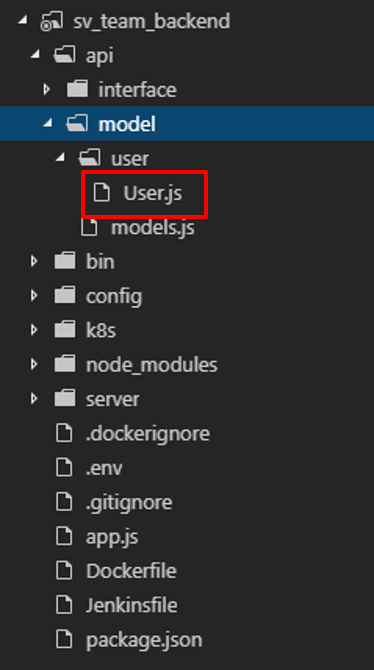 sv_team_backend
api
interface
model
user
User.js
models.js
bin
config
k8s
node_modules
server
.dockerignore
.env
.gitignore
app.js
Dockerfile
Jenkinsfile
package.json